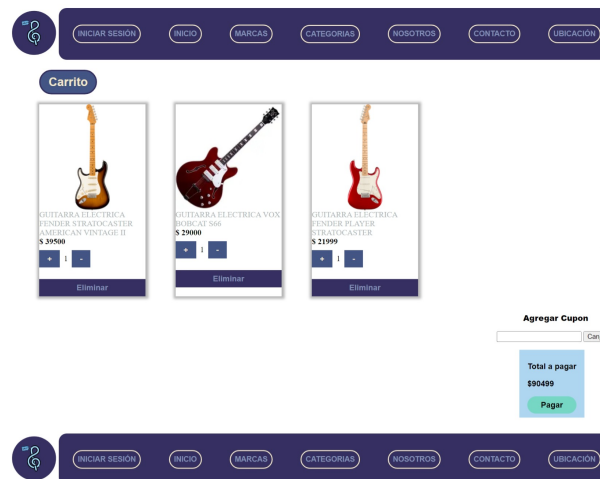 INICIAR SESIÓN INICIO MARCAS CATEGORIAS NOSOTROS CONTACTO UBICACIÓN
Carrito
GUITARRA ELECTRICA
FENDER STRATOCASTER
AMERICAN VINTAGE II
$ 39500
+ 1 -
Eliminar
GUITARRA ELECTRICA VOX
BOBCAT S66
$ 29000
+ 1 -
Eliminar
GUITARRA ELECTRICA
FENDER PLAYER
STRATOCASTER
$ 21999
+ 1 -
Eliminar
Agregar Cupon
Can
Total a pagar
$90499
Pagar
INICIAR SESIÓN INICIO MARCAS CATEGORIAS NOSOTROS CONTACTO UBICACIÓN